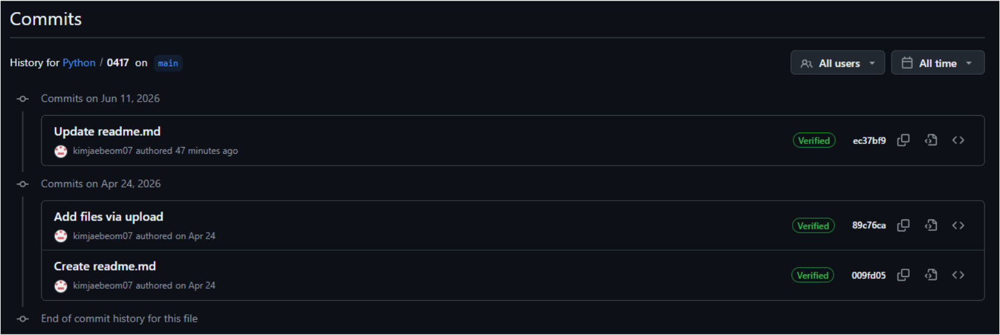 Commits
History for Python / 0417 on main
All users
All time
Commits on Jun 11, 2026
Update readme.md
Verified ec37bf9
kimjaebeom07 authored 47 minutes ago
Commits on Apr 24, 2026
Add files via upload
Verified 89c76ca
kimjaebeom07 authored on Apr 24
Create readme.md
Verified 009fd05
kimjaebeom07 authored on Apr 24
End of commit history for this file